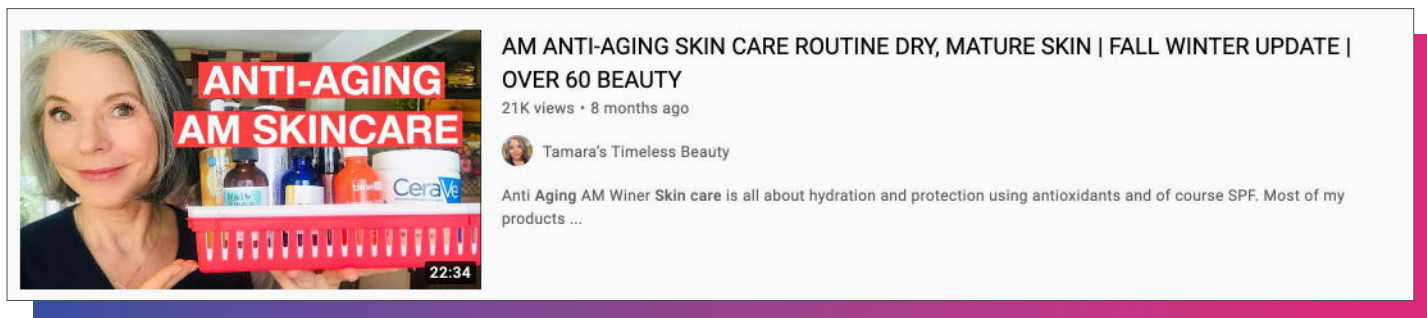 ANTI-AGING
AM SKINCARE
CeraVe
22:34
AM ANTI-AGING SKIN CARE ROUTINE DRY, MATURE SKIN | FALL WINTER UPDATE |
OVER 60 BEAUTY
21K views • 8 months ago
Tamara's Timeless Beauty
Anti Aging AM Winer Skin care is all about hydration and protection using antioxidants and of course SPF. Most of my
products ...